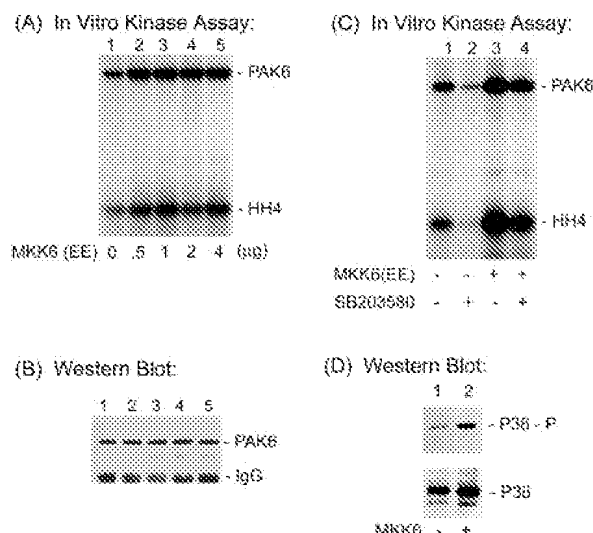 (A) In Vitro Kinase Assay:
1 2 3 4 5
- PAK6
- HH4
MKK6 (EE) 0 .5 1 2 4 (μg)
(B) Western Blot:
1 2 3 4 5
- PAK6
- IgG
(C) In Vitro Kinase Assay:
1 2 3 4
- PAK6
- HH4
MKK6(EE) - - + +
SB203580 - + - +
(D) Western Blot:
1 2
- P38 - P
- P38
MKK6 - +